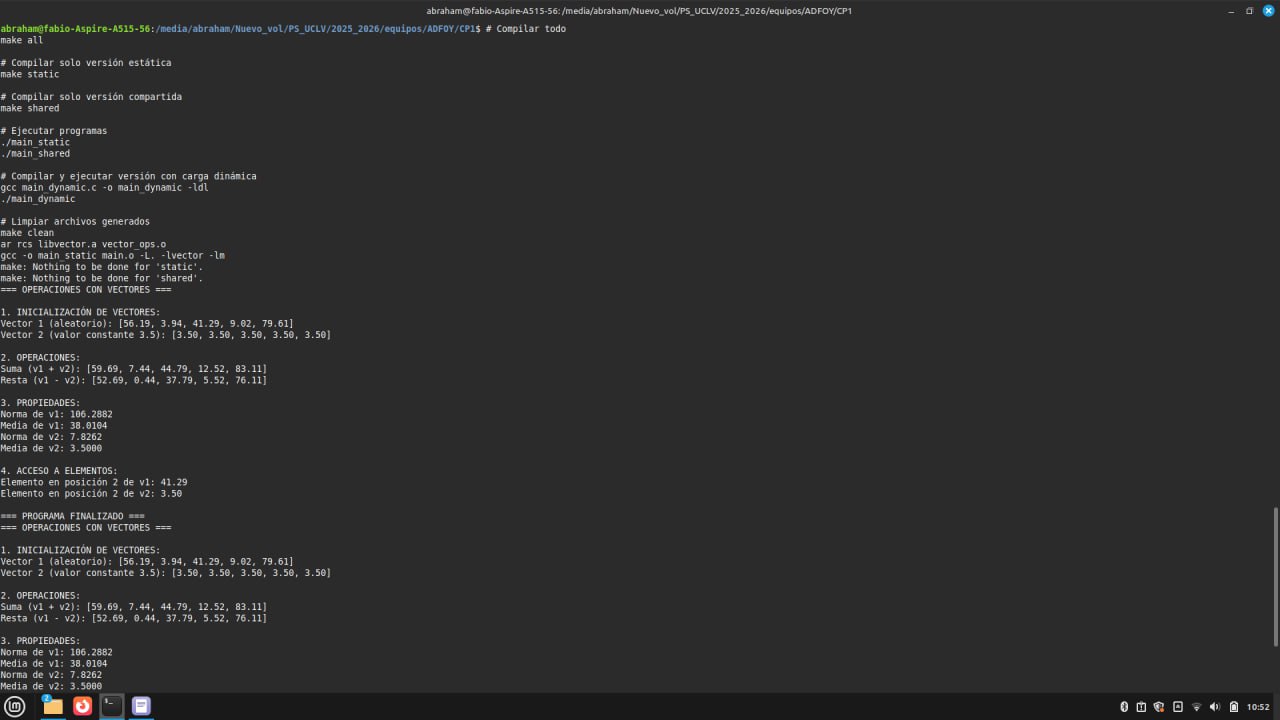 abraham@fabio-Aspire-A515-56: /media/abraham/Nuevo_vol/PS_UCLV/2025_2026/equipos/ADFOY/CP1
abraham@fabio-Aspire-A515-56:/media/abraham/Nuevo_vol/PS_UCLV/2025_2026/equipos/ADFOY/CP1$ # Compilar todo
make all

# Compilar solo versión estática
make static

# Compilar solo versión compartida
make shared

# Ejecutar programas
./main_static
./main_shared

# Compilar y ejecutar versión con carga dinámica
gcc main_dynamic.c -o main_dynamic -ldl
./main_dynamic

# Limpiar archivos generados
make clean
ar rcs libvector.a vector_ops.o
gcc -o main_static main.o -L. -lvector -lm
make: Nothing to be done for 'static'.
make: Nothing to be done for 'shared'.
=== OPERACIONES CON VECTORES ===

1. INICIALIZACIÓN DE VECTORES:
Vector 1 (aleatorio): [56.19, 3.94, 41.29, 9.02, 79.61]
Vector 2 (valor constante 3.5): [3.50, 3.50, 3.50, 3.50, 3.50]

2. OPERACIONES:
Suma (v1 + v2): [59.69, 7.44, 44.79, 12.52, 83.11]
Resta (v1 - v2): [52.69, 0.44, 37.79, 5.52, 76.11]

3. PROPIEDADES:
Norma de v1: 106.2882
Media de v1: 38.0104
Norma de v2: 7.8262
Media de v2: 3.5000

4. ACCESO A ELEMENTOS:
Elemento en posición 2 de v1: 41.29
Elemento en posición 2 de v2: 3.50

=== PROGRAMA FINALIZADO ===
=== OPERACIONES CON VECTORES ===

1. INICIALIZACIÓN DE VECTORES:
Vector 1 (aleatorio): [56.19, 3.94, 41.29, 9.02, 79.61]
Vector 2 (valor constante 3.5): [3.50, 3.50, 3.50, 3.50, 3.50]

2. OPERACIONES:
Suma (v1 + v2): [59.69, 7.44, 44.79, 12.52, 83.11]
Resta (v1 - v2): [52.69, 0.44, 37.79, 5.52, 76.11]

3. PROPIEDADES:
Norma de v1: 106.2882
Media de v1: 38.0104
Norma de v2: 7.8262
Media de v2: 3.5000
2
10:52